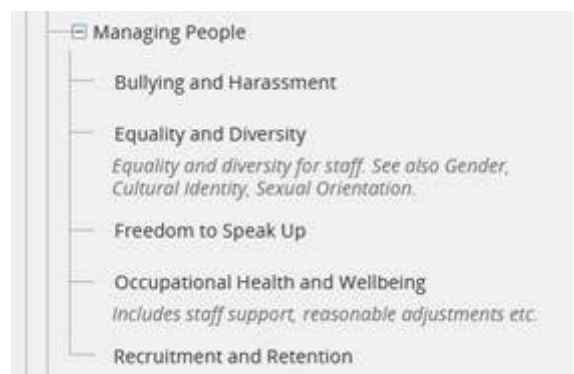 Managing People
Bullying and Harassment
Equality and Diversity
Equality and diversity for staff. See also Gender,
Cultural Identity, Sexual Orientation.
Freedom to Speak Up
Occupational Health and Wellbeing
Includes staff support, reasonable adjustments etc.
Recruitment and Retention